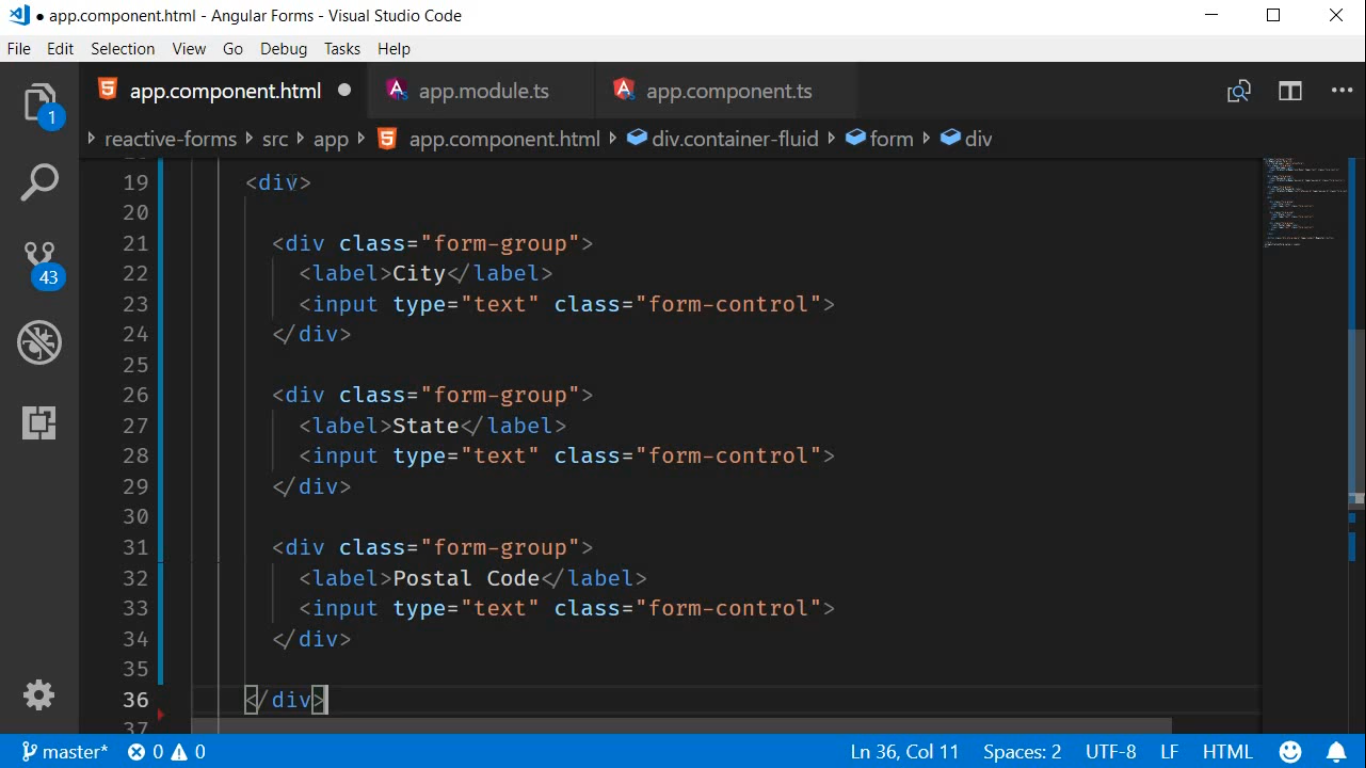 ● app.component.html - Angular Forms - Visual Studio Code
File Edit Selection View Go Debug Tasks Help
app.component.html ● app.module.ts app.component.ts
1
reactive-forms src app app.component.html div.container-fluid form div
19 <div>
20
21 <div class="form-group">
22 <label>City</label>
23 <input type="text" class="form-control">
43
24 </div>
25
26 <div class="form-group">
27 <label>State</label>
28 <input type="text" class="form-control">
29 </div>
30
31 <div class="form-group">
32 <label>Postal Code</label>
33 <input type="text" class="form-control">
34 </div>
35
36 </div>
37
master* 0 0 Ln 36, Col 11 Spaces: 2 UTF-8 LF HTML